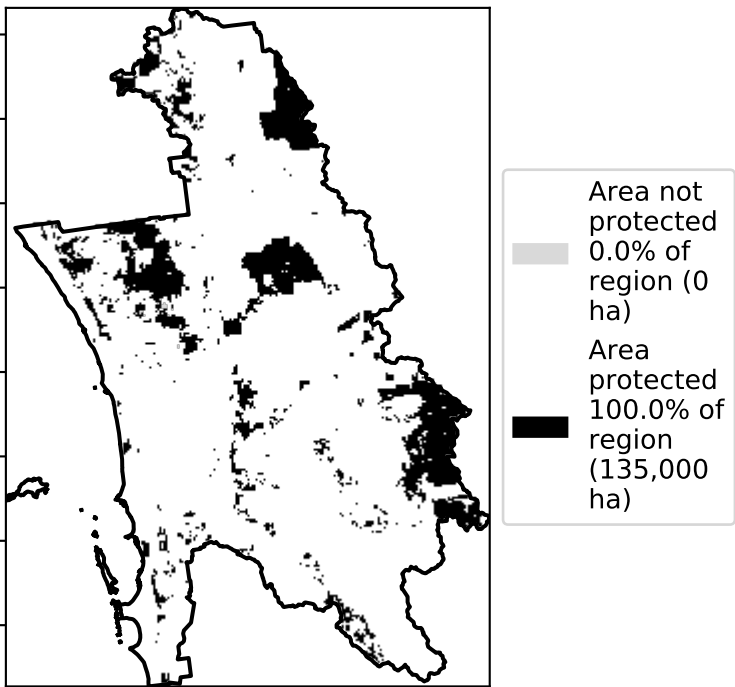 Area not
protected
0.0% of
region (0
ha)
Area
protected
100.0% of
region
(135,000
ha)